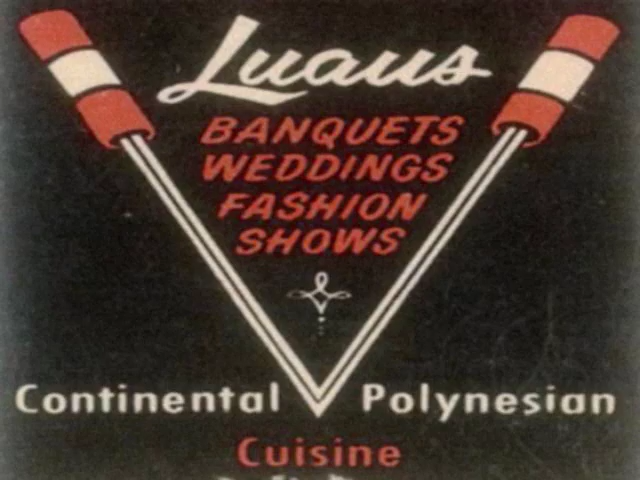 Luaus
BANQUETS
WEDDINGS
FASHION
SHOWS
Continental Polynesian
Cuisine